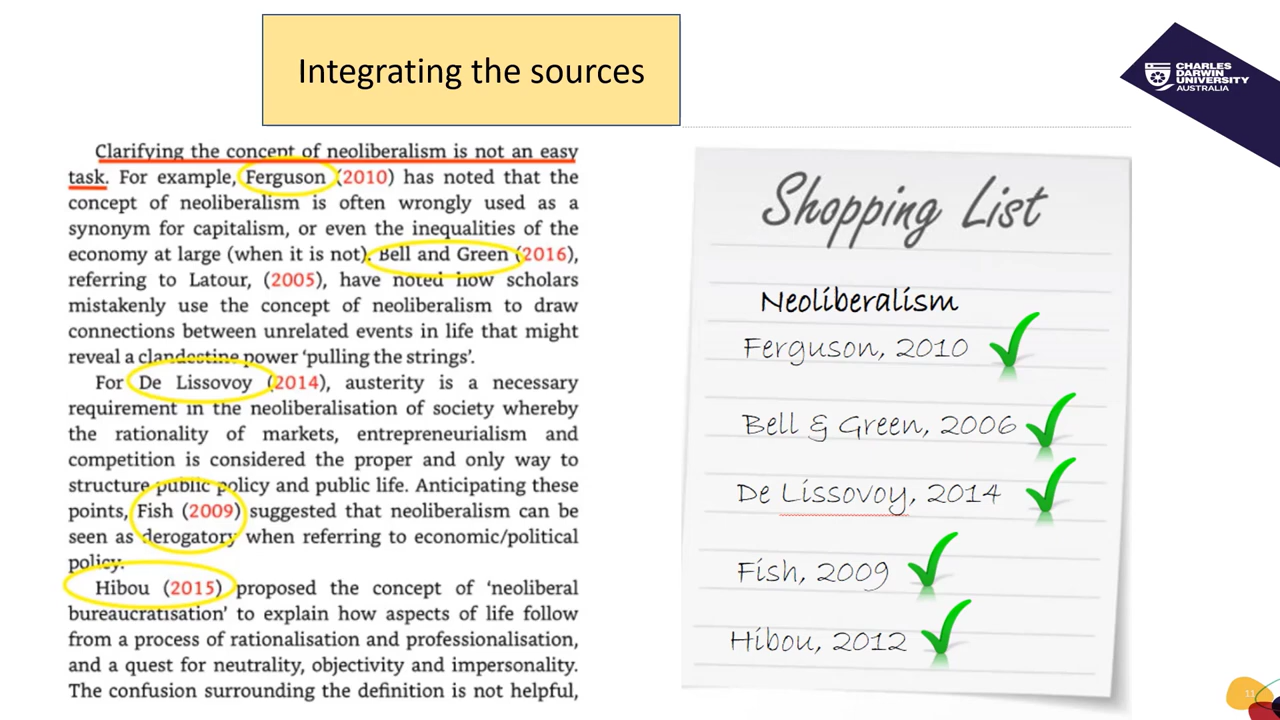 Integrating the sources
CHARLES
DARWIN
UNIVERSITY
AUSTRALIA
Clarifying the concept of neoliberalism is not an easy
task. For example, Ferguson (2010) has noted that the
concept of neoliberalism is often wrongly used as a
synonym for capitalism, or even the inequalities of the
economy at large (when it is not). Bell and Green (2016),
referring to Latour, (2005), have noted how scholars
mistakenly use the concept of neoliberalism to draw
connections between unrelated events in life that might
reveal a clandestine power ‘pulling the strings’.
For De Lissovoy (2014), austerity is a necessary
requirement in the neoliberalisation of society whereby
the rationality of markets, entrepreneurialism and
competition is considered the proper and only way to
structure public policy and public life. Anticipating these
points, Fish (2009) suggested that neoliberalism can be
seen as derogatory when referring to economic/political
policy.
Hibou (2015) proposed the concept of ‘neoliberal
bureaucratisation’ to explain how aspects of life follow
from a process of rationalisation and professionalisation,
and a quest for neutrality, objectivity and impersonality.
The confusion surrounding the definition is not helpful,
Shopping List
Neoliberalism
Ferguson, 2010
Bell & Green, 2006
De Lissovoy, 2014
Fish, 2009
Hibou, 2012
11